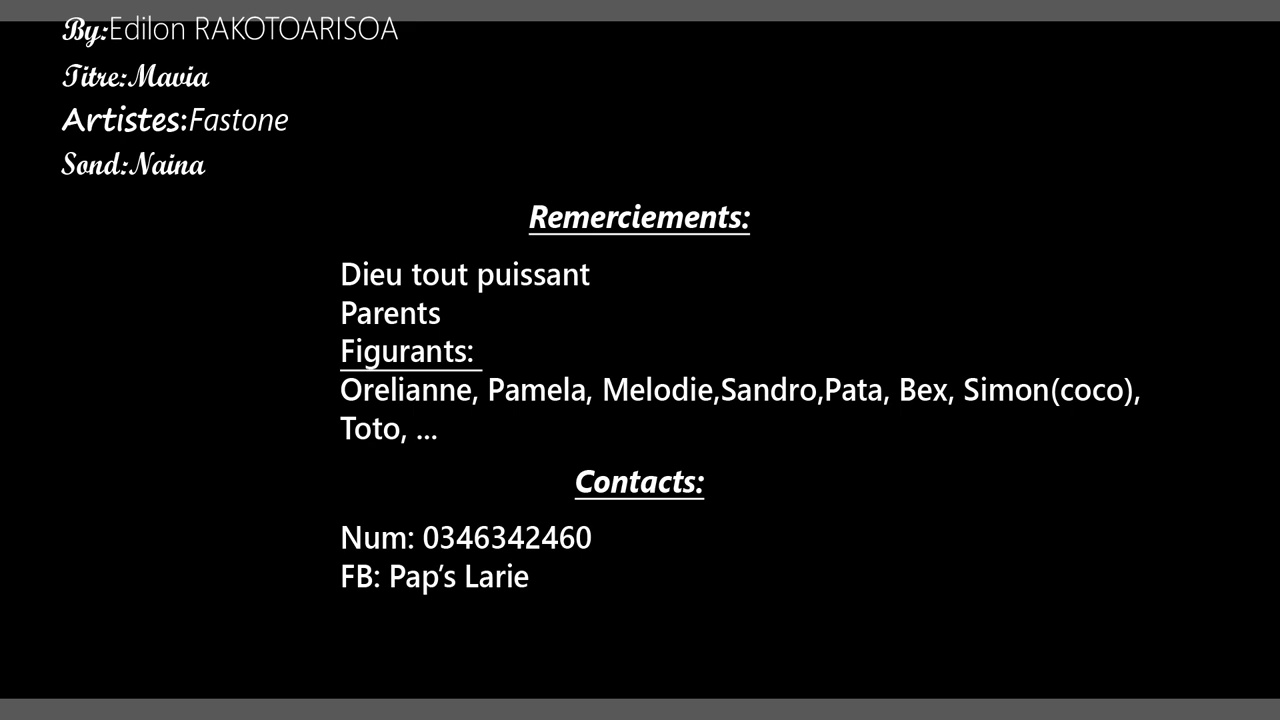 By:Edilon RAKOTOARISOA
Titre:Mavia
Artistes:Fastone
Sond:Naina
Remerciements:
Dieu tout puissant
Parents
Figurants:
Orelianne, Pamela, Melodie,Sandro,Pata, Bex, Simon(coco),
Toto, ...
Contacts:
Num: 0346342460
FB: Pap’s Larie